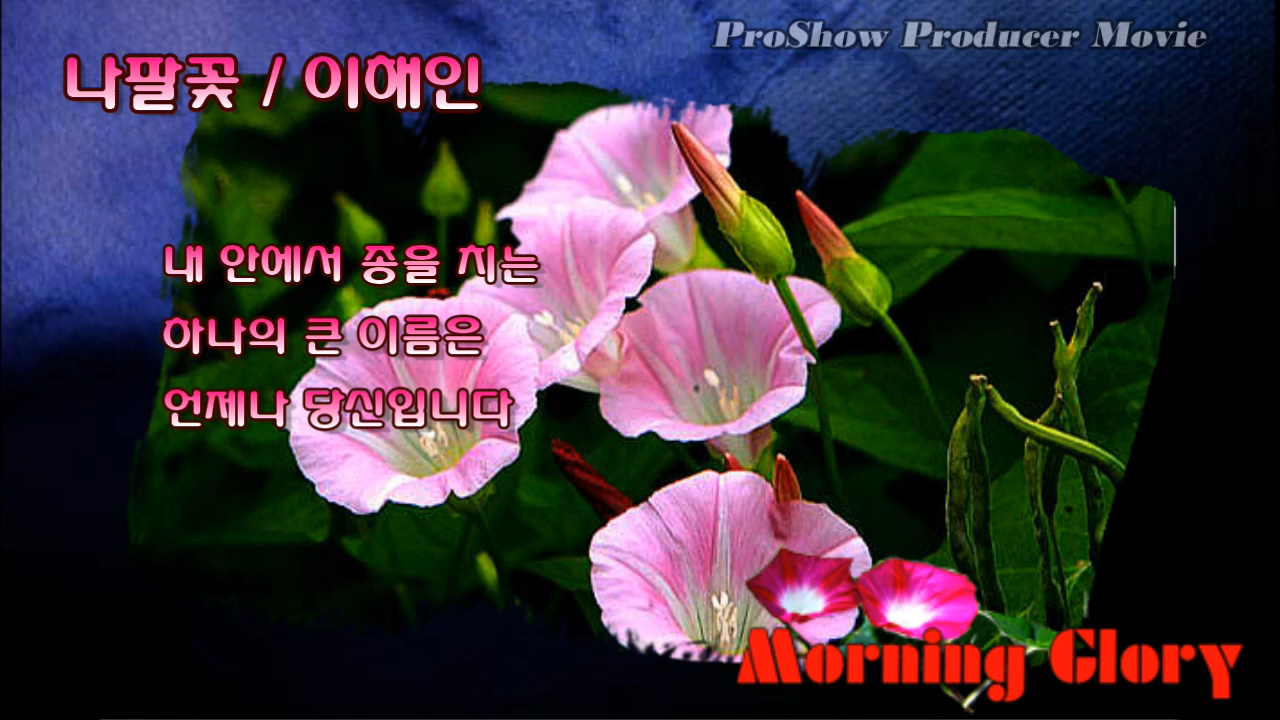 ProShow Producer Movie
나팔꽃 / 이해인
내 안에서 종을 치는
하나의 큰 이름은
언제나 당신입니다
Morning Glory